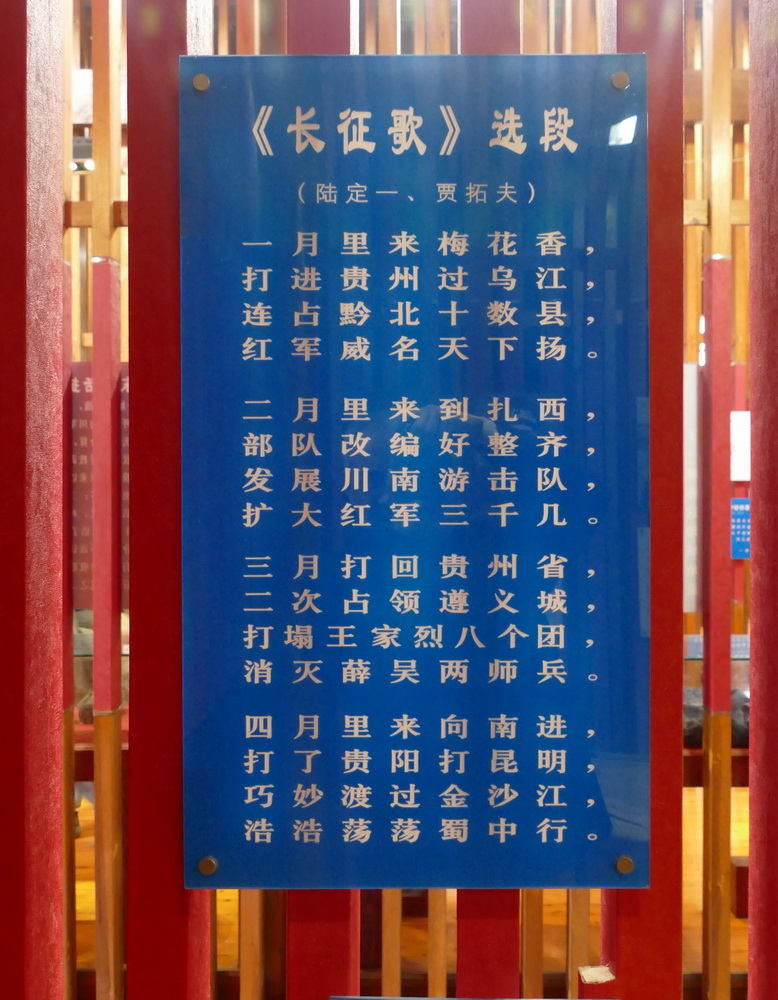 《长征歌》选段
(陆定一、贾拓夫)
一月里来梅花香，
打进贵州过乌江，
连占黔北十数县，
红军威名天下扬。
二月里来到扎西，
部队改编好整齐，
发展川南游击队，
扩大红军三千几。
三月打回贵州省，
二次占领遵义城，
打塌王家烈八个团，
消灭薛吴两师兵。
四月里来向南进，
打了贵阳打昆明，
巧妙渡过金沙江，
浩浩荡荡蜀中行。